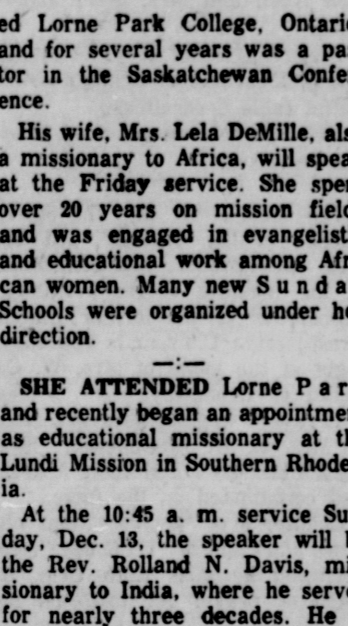 ed Lorne Park College, Ontari
and for several years was a pa
tor in the Saskatchewan Confe
ence.
His wife, Mrs. Lela DeMille, als
a missionary to Africa, will spea
at the Friday service. She spe
over 20 years on mission fiel
and was engaged in evangelist
and educational work among Afr
can women. Many new Sunda
Schools were organized under h
direction.
—:—
SHE ATTENDED Lorne Par
and recently began an appointme
as educational missionary at t
Lundi Mission in Southern Rhode
ia.
At the 10:45 a. m. service Su
day, Dec. 13, the speaker will
the Rev. Rolland N. Davis, mi
sionary to India, where he serv
for nearly three decades. He